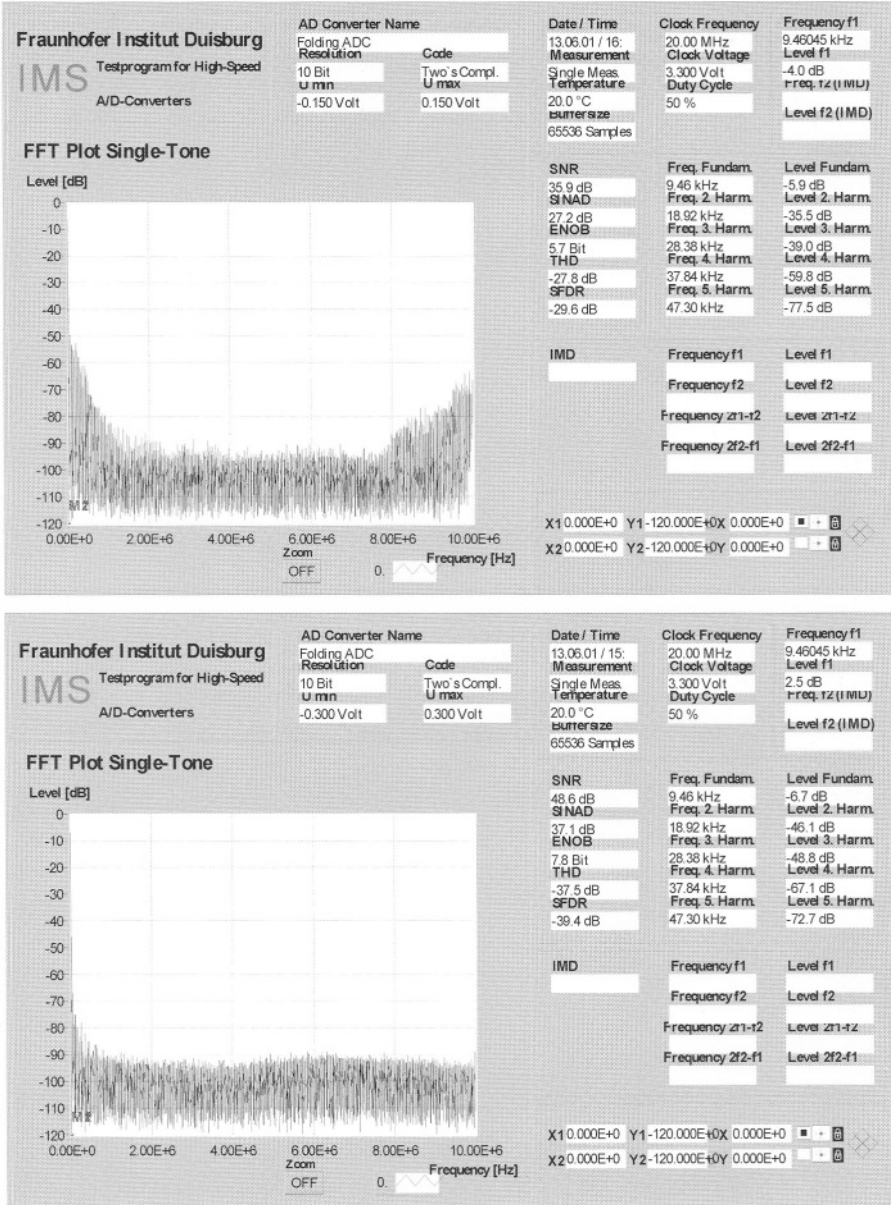 Fraunhofer Institut Duisburg
IMS
Testprogram for High-Speed
A/D-Converters
AD Converter Name
Folding ADC
Resolution
10 Bit
Code
Two`s Compl.
U min
-0.150 Volt
U max
0.150 Volt
Date / Time
13.06.01 / 16:
Measurement
Single Meas.
Temperature
20.0 °C
Buffersize
65536 Samples
Clock Frequency
20.00 MHz
Clock Voltage
3.300 Volt
Duty Cycle
50 %
Frequency f1
9.46045 kHz
Level f1
-4.0 dB
Freq. f2 (IMD)
Level f2 (IMD)
FFT Plot Single-Tone
Level [dB]
0
-10
-20
-30
-40
-50
-60
-70
-80
-90
-100
-110
-120
M 2
0.00E+0
2.00E+6
4.00E+6
6.00E+6
8.00E+6
10.00E+6
Frequency [Hz]
Zoom
OFF
0.
SNR
35.9 dB
SINAD
27.2 dB
ENOB
5.7 Bit
THD
-27.8 dB
SFDR
-29.6 dB
Freq. Fundam.
9.46 kHz
Freq. 2. Harm.
18.92 kHz
Freq. 3. Harm.
28.38 kHz
Freq. 4. Harm.
37.84 kHz
Freq. 5. Harm.
47.30 kHz
Level Fundam.
-5.9 dB
Level 2. Harm.
-35.5 dB
Level 3. Harm.
-39.0 dB
Level 4. Harm.
-59.8 dB
Level 5. Harm.
-77.5 dB
IMD
Frequency f1
Level f1
Frequency f2
Level f2
Frequency 2f1-f2
Level 2f1-f2
Frequency 2f2-f1
Level 2f2-f1
X1 0.000E+0 Y1 -120.000E+0 X 0.000E+0
X2 0.000E+0 Y2 -120.000E+0 Y 0.000E+0
Fraunhofer Institut Duisburg
IMS
Testprogram for High-Speed
A/D-Converters
AD Converter Name
Folding ADC
Resolution
10 Bit
Code
Two`s Compl.
U min
-0.300 Volt
U max
0.300 Volt
Date / Time
13.06.01 / 15:
Measurement
Single Meas.
Temperature
20.0 °C
Buffersize
65536 Samples
Clock Frequency
20.00 MHz
Clock Voltage
3.300 Volt
Duty Cycle
50 %
Frequency f1
9.46045 kHz
Level f1
2.5 dB
Freq. f2 (IMD)
Level f2 (IMD)
FFT Plot Single-Tone
Level [dB]
0
-10
-20
-30
-40
-50
-60
-70
-80
-90
-100
-110
-120
M 2
0.00E+0
2.00E+6
4.00E+6
6.00E+6
8.00E+6
10.00E+6
Frequency [Hz]
Zoom
OFF
0.
SNR
48.6 dB
SINAD
37.1 dB
ENOB
7.8 Bit
THD
-37.5 dB
SFDR
-39.4 dB
Freq. Fundam.
9.46 kHz
Freq. 2. Harm.
18.92 kHz
Freq. 3. Harm.
28.38 kHz
Freq. 4. Harm.
37.84 kHz
Freq. 5. Harm.
47.30 kHz
Level Fundam.
-6.7 dB
Level 2. Harm.
-46.1 dB
Level 3. Harm.
-48.8 dB
Level 4. Harm.
-67.1 dB
Level 5. Harm.
-72.7 dB
IMD
Frequency f1
Level f1
Frequency f2
Level f2
Frequency 2f1-f2
Level 2f1-f2
Frequency 2f2-f1
Level 2f2-f1
X1 0.000E+0 Y1 -120.000E+0 X 0.000E+0
X2 0.000E+0 Y2 -120.000E+0 Y 0.000E+0